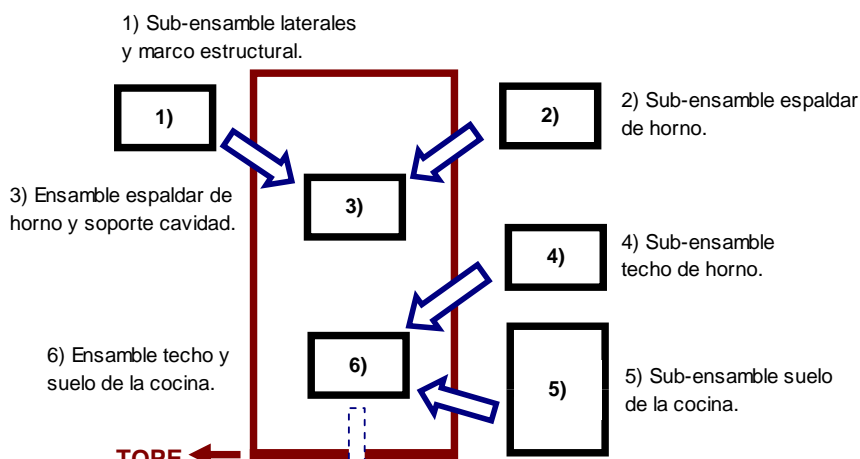 1) Sub-ensamble laterales
y marco estructural.
1)
2)
2) Sub-ensamble espaldar
de horno.
3) Ensamble espaldar de
horno y soporte cavidad.
3)
4)
4) Sub-ensamble
techo de horno.
6) Ensamble techo y
suelo de la cocina.
6)
5)
5) Sub-ensamble suelo
de la cocina.
TOPE